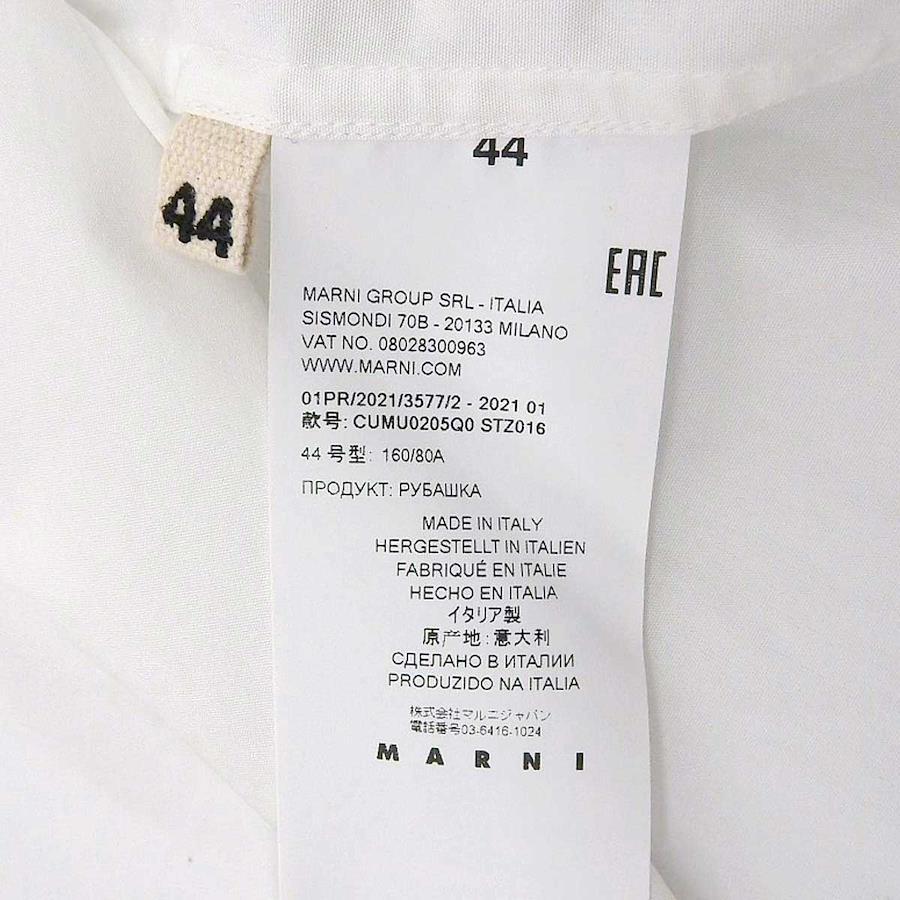 44
44
EAC
MARNI GROUP SRL - ITALIA
SISMONDI 70B - 20133 MILANO
VAT NO. 08028300963
WWW.MARNI.COM
01PR/2021/3577/2 - 2021 01
款号: CUMU0205Q0 STZ016
44 号型: 160/80A
ПРОДУКТ: РУБАШКА
MADE IN ITALY
HERGESTELLT IN ITALIEN
FABRIQUÉ EN ITALIE
HECHO EN ITALIA
イタリア製
原产地: 意大利
СДЕЛАНО В ИТАЛИИ
PRODUZIDO NA ITALIA
株式会社マルニジャパン
電話番号03-6416-1024
MARNI